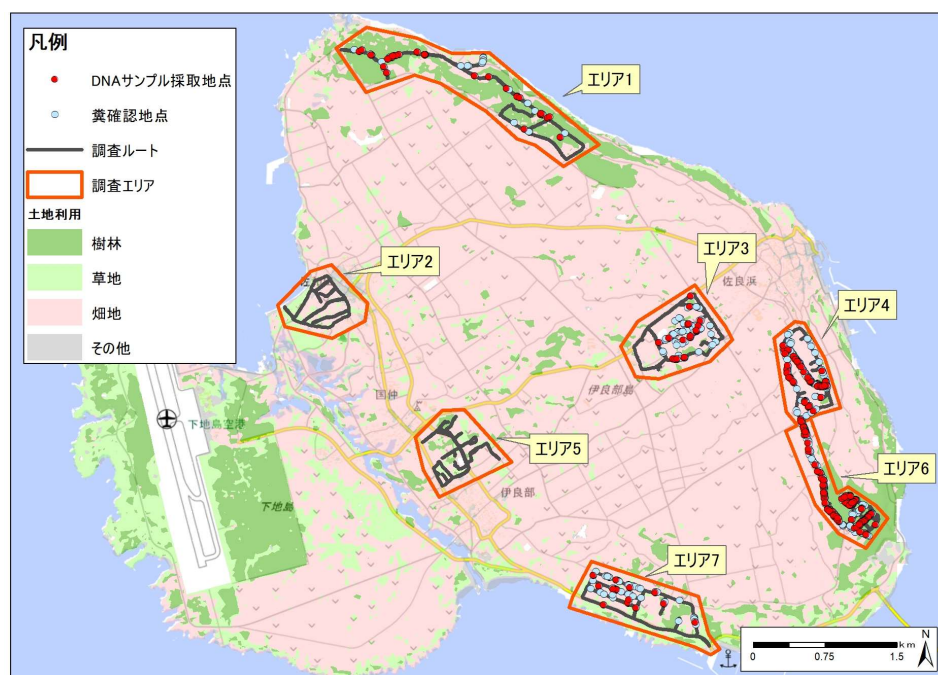 凡例
DNAサンプル採取地点
糞確認地点
調査ルート
調査エリア
土地利用
樹林
草地
畑地
その他
エリア1
エリア2
エリア3
佐良浜
エリア4
伊良部島
国仲
下地島空港
エリア5
エリア6
伊良部
下地島
エリア7
N
km
0 0.75 1.5